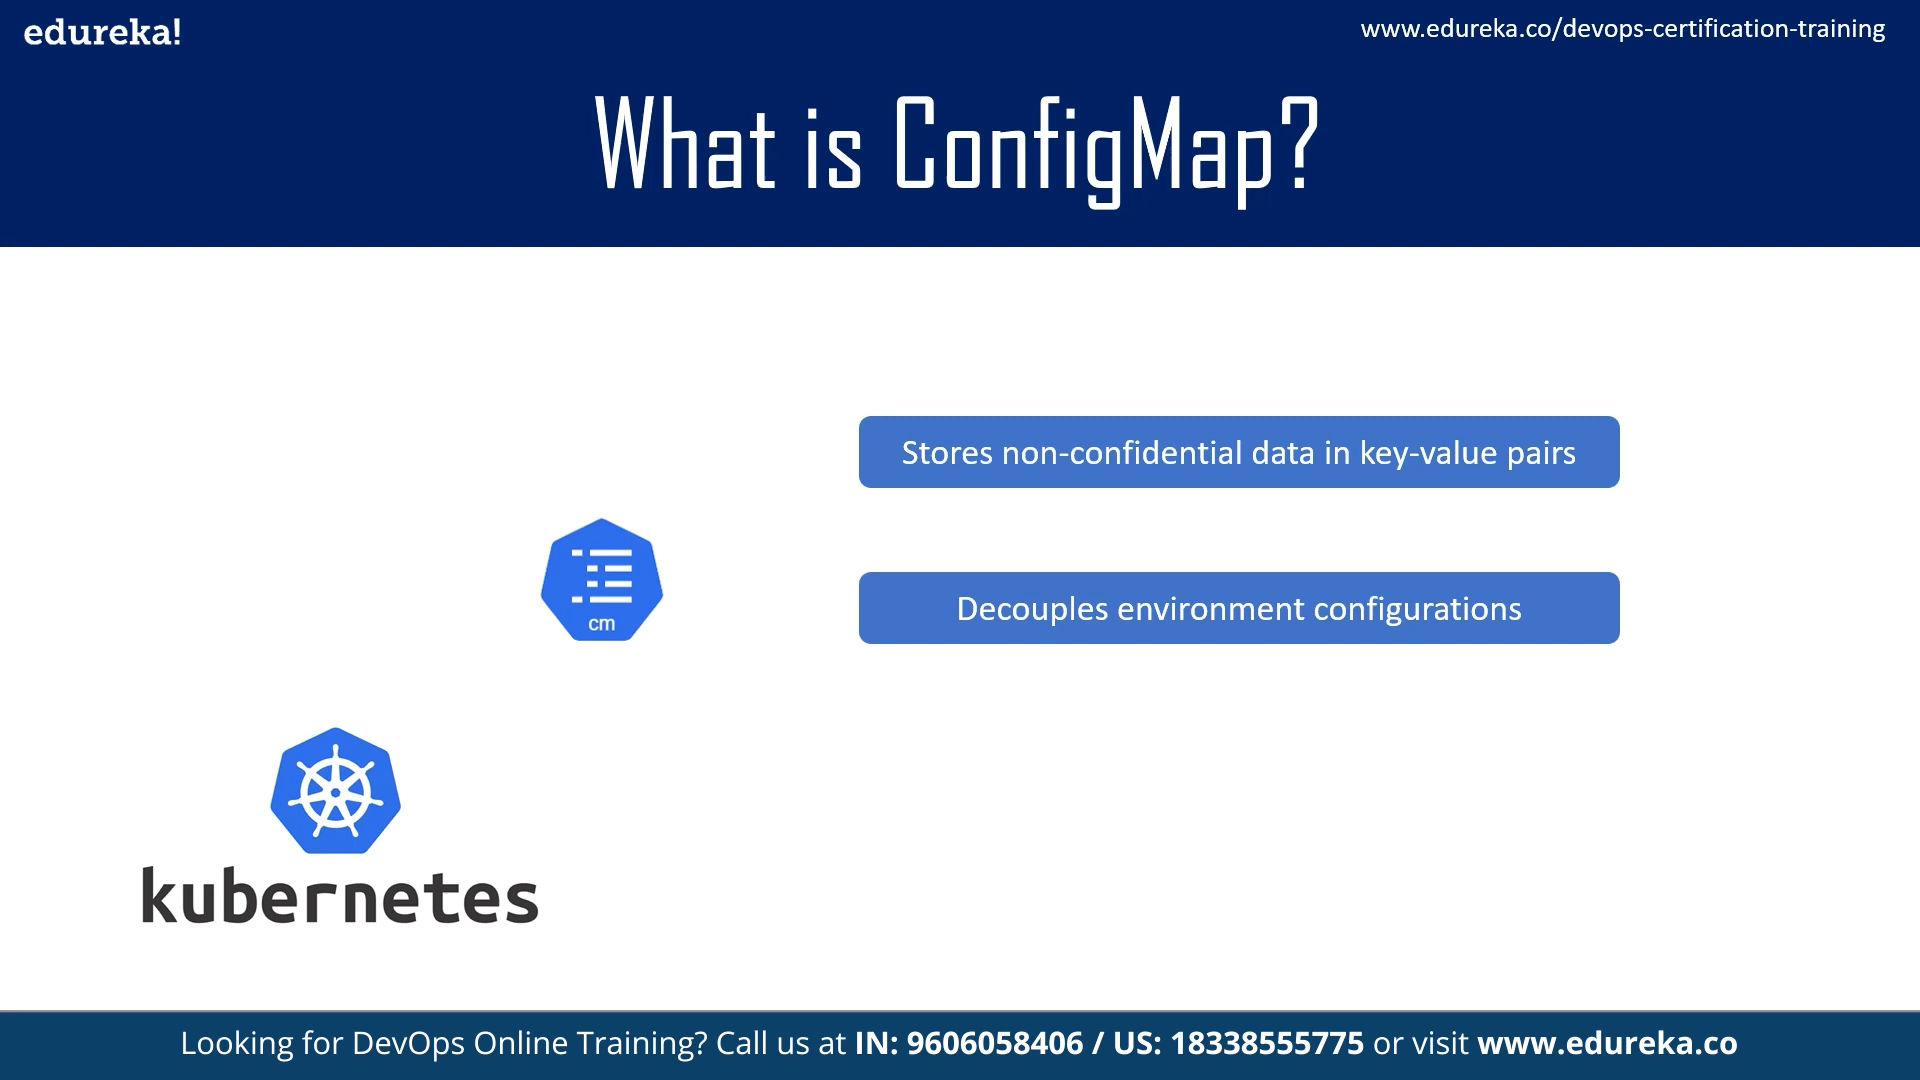 edureka!
www.edureka.co/devops-certification-training
What is ConfigMap?
Stores non-confidential data in key-value pairs
Decouples environment configurations
cm
kubernetes
Looking for DevOps Online Training? Call us at IN: 9606058406 / US: 18338555775 or visit www.edureka.co